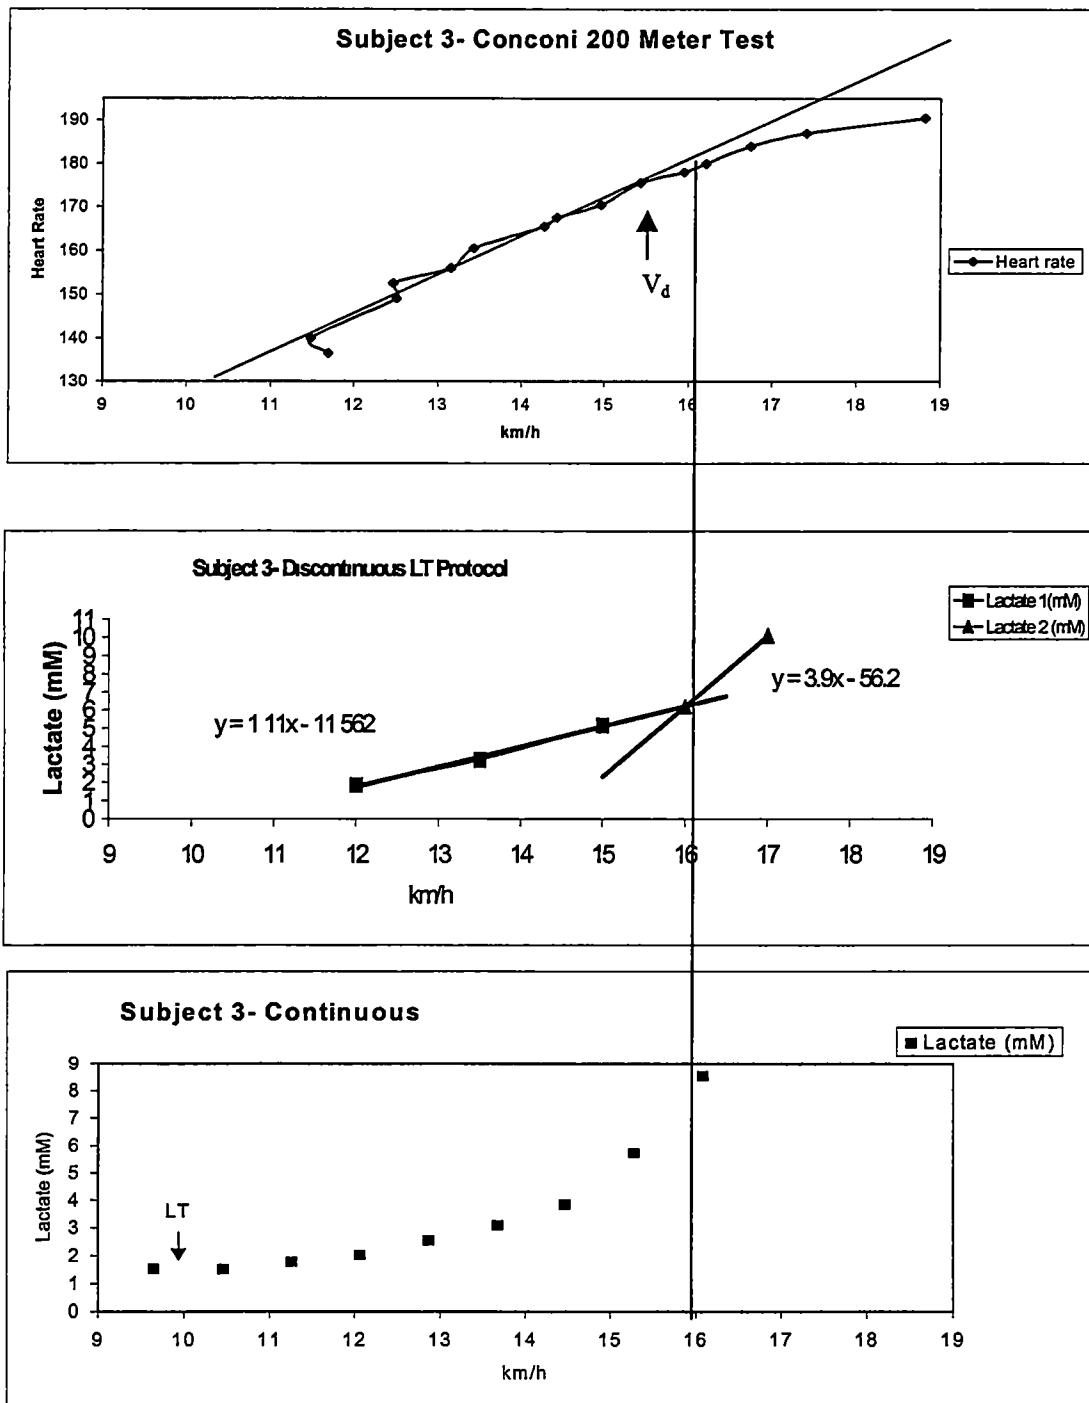 Subject 3- Conconi 200 Meter Test
190
180
170
160
150
140
130
Heart Rate
V_d
Heart rate
9 10 11 12 13 14 15 16 17 18 19
km/h
Subject 3- Discontinuous LT Protocol
Lactate 1 (mM)
Lactate 2 (mM)
11
10
9
8
7
6
5
4
3
2
1
0
Lactate (mM)
y = 3.9x - 56.2
y = 1 11x - 11 562
9 10 11 12 13 14 15 16 17 18 19
km/h
Subject 3- Continuous
Lactate (mM)
9
8
7
6
5
4
3
2
1
0
Lactate (mM)
LT
9 10 11 12 13 14 15 16 17 18 19
km/h